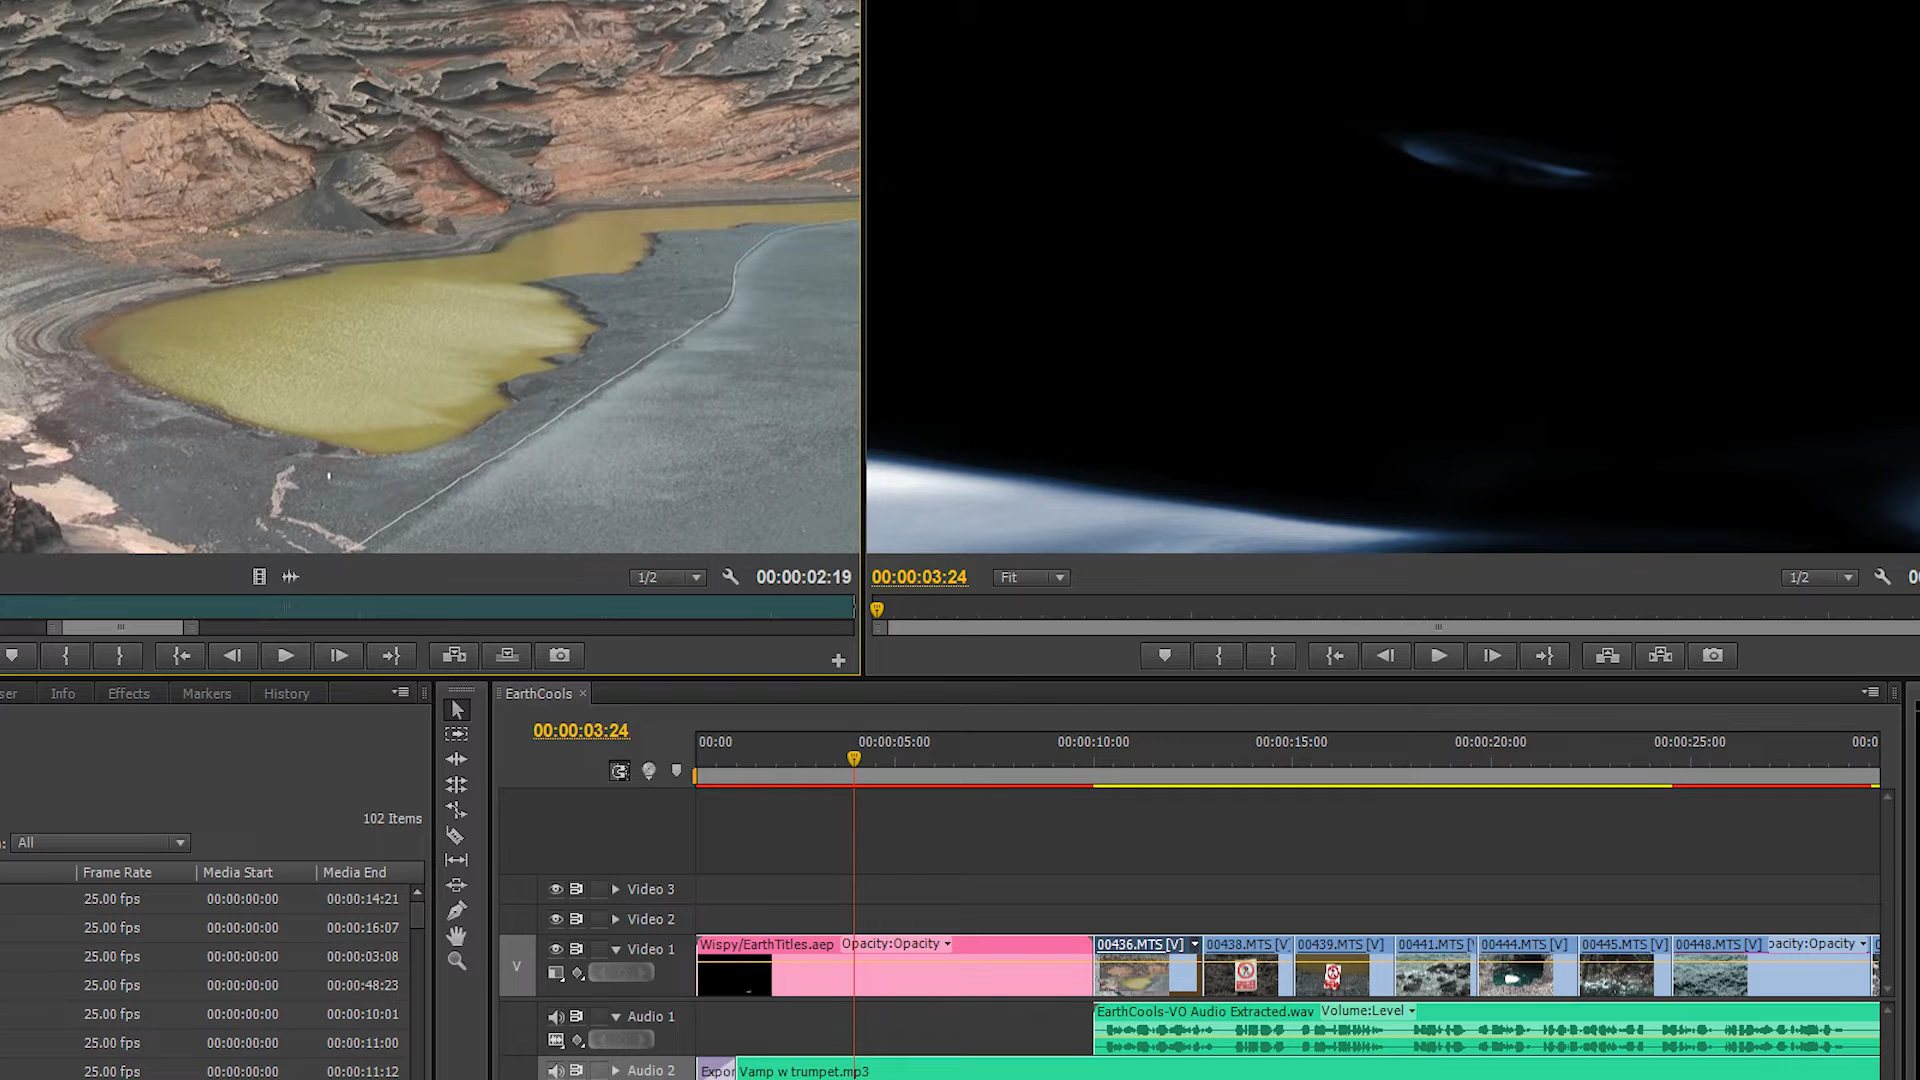 1/2 00:00:02:19
00:00:03:24 Fit 1/2
Info Effects Markers History
EarthCools
00:00:03:24
00:00 00:00:05:00 00:00:10:00 00:00:15:00 00:00:20:00 00:00:25:00
102 Items
All
Frame Rate Media Start Media End
25.00 fps 00:00:00:00 00:00:14:21
25.00 fps 00:00:00:00 00:00:16:07
25.00 fps 00:00:00:00 00:00:03:08
25.00 fps 00:00:00:00 00:00:48:23
25.00 fps 00:00:00:00 00:00:10:01
25.00 fps 00:00:00:00 00:00:11:00
25.00 fps 00:00:00:00 00:00:11:12
Video 3
Video 2
V Video 1 Wispy/EarthTitles.aep Opacity:Opacity 00436.MTS [V] 00438.MTS [V] 00439.MTS [V] 00441.MTS [V 00444.MTS [V] 00445.MTS [V] 00448.MTS [V] pacity:Opacity
Audio 1 EarthCools-VO Audio Extracted.wav Volume:Level
Audio 2 Expor Vamp w trumpet.mp3